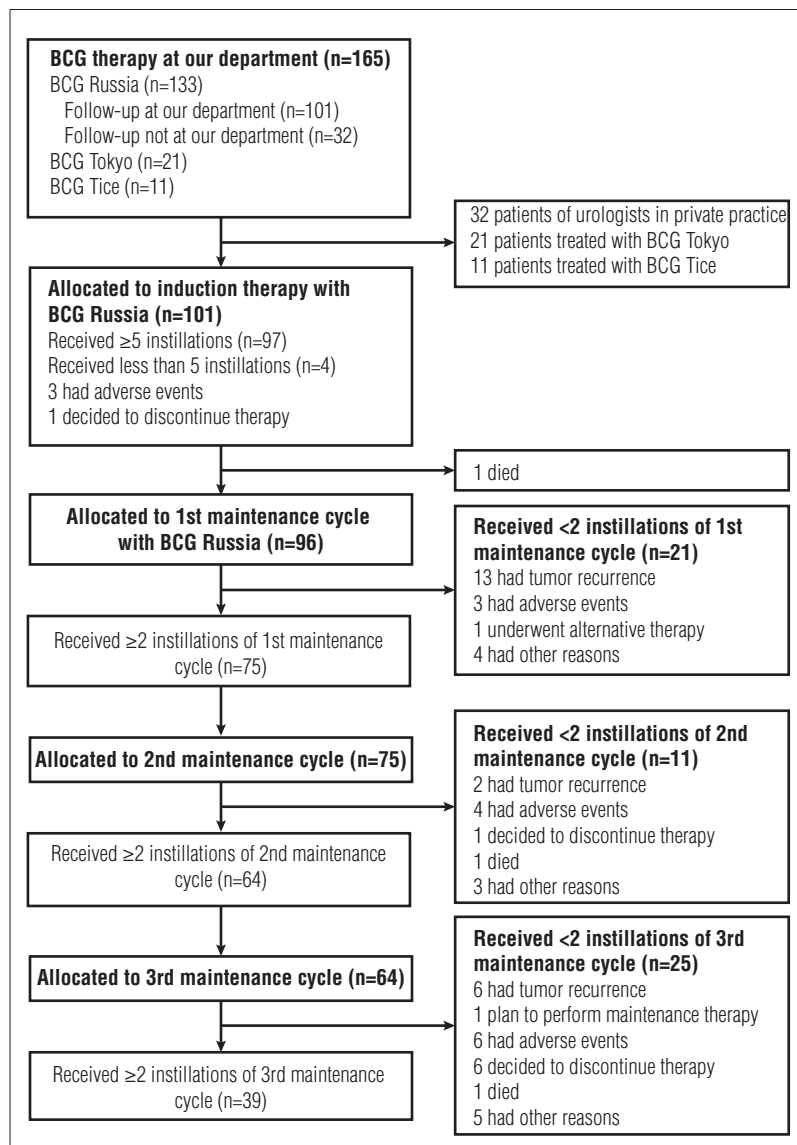 BCG therapy at our department (n=165)
BCG Russia (n=133)
Follow-up at our department (n=101)
Follow-up not at our department (n=32)
BCG Tokyo (n=21)
BCG Tice (n=11)
32 patients of urologists in private practice
21 patients treated with BCG Tokyo
11 patients treated with BCG Tice
Allocated to induction therapy with
BCG Russia (n=101)
Received ≥5 instillations (n=97)
Received less than 5 instillations (n=4)
3 had adverse events
1 decided to discontinue therapy
1 died
Allocated to 1st maintenance cycle
with BCG Russia (n=96)
Received <2 instillations of 1st
maintenance cycle (n=21)
13 had tumor recurrence
3 had adverse events
1 underwent alternative therapy
4 had other reasons
Received ≥2 instillations of 1st maintenance
cycle (n=75)
Allocated to 2nd maintenance cycle (n=75)
Received <2 instillations of 2nd
maintenance cycle (n=11)
2 had tumor recurrence
4 had adverse events
1 decided to discontinue therapy
1 died
3 had other reasons
Received ≥2 instillations of 2nd maintenance
cycle (n=64)
Allocated to 3rd maintenance cycle (n=64)
Received <2 instillations of 3rd
maintenance cycle (n=25)
6 had tumor recurrence
1 plan to perform maintenance therapy
6 had adverse events
6 decided to discontinue therapy
1 died
5 had other reasons
Received ≥2 instillations of 3rd maintenance
cycle (n=39)